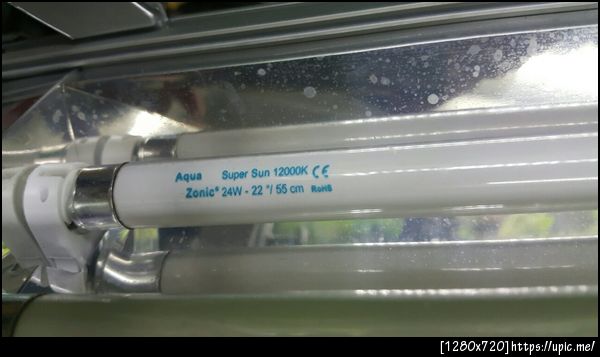 Aqua Super Sun 12000K CE
Zonic® 24W - 22 "/ 55 cm RoHS
[1280x720]https://upic.me/